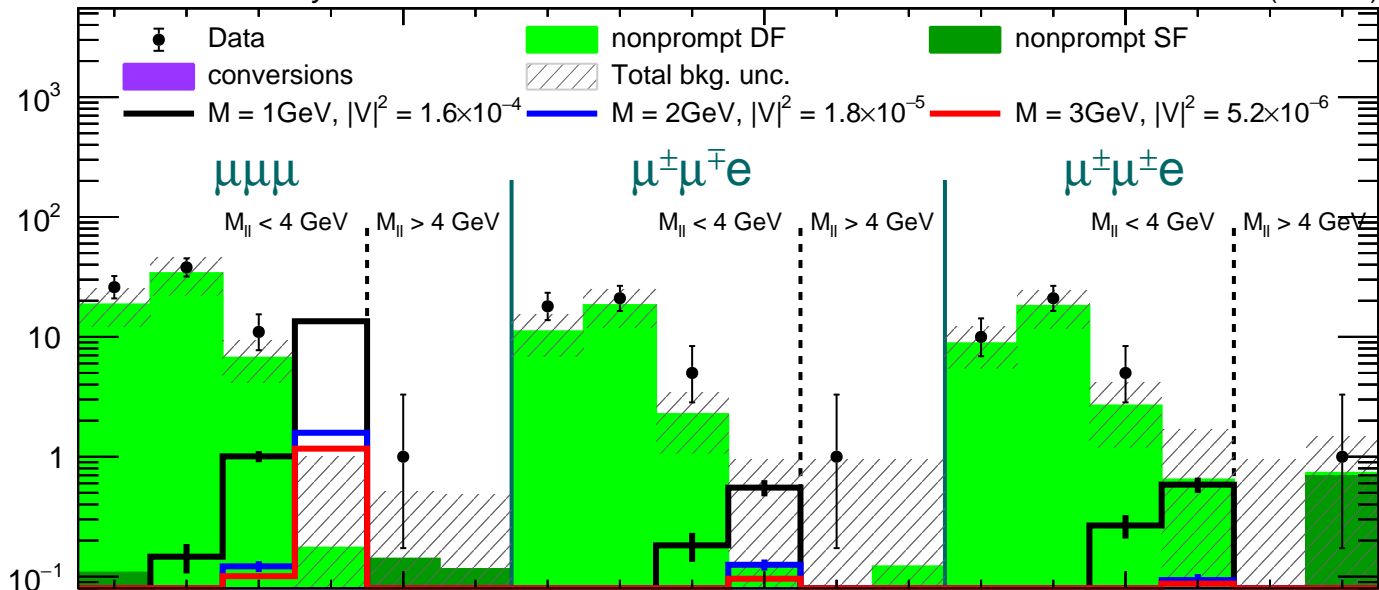 Data
nonprompt DF
nonprompt SF
conversions
Total bkg. unc.
M = 1GeV, |V|² = 1.6×10⁻⁴
M = 2GeV, |V|² = 1.8×10⁻⁵
M = 3GeV, |V|² = 5.2×10⁻⁶
10³
μμμ
μ±μ∓e
μ±μ±e
10²
M_ll < 4 GeV
M_ll > 4 GeV
M_ll < 4 GeV
M_ll > 4 GeV
M_ll < 4 GeV
M_ll > 4 GeV
10
1
10⁻¹